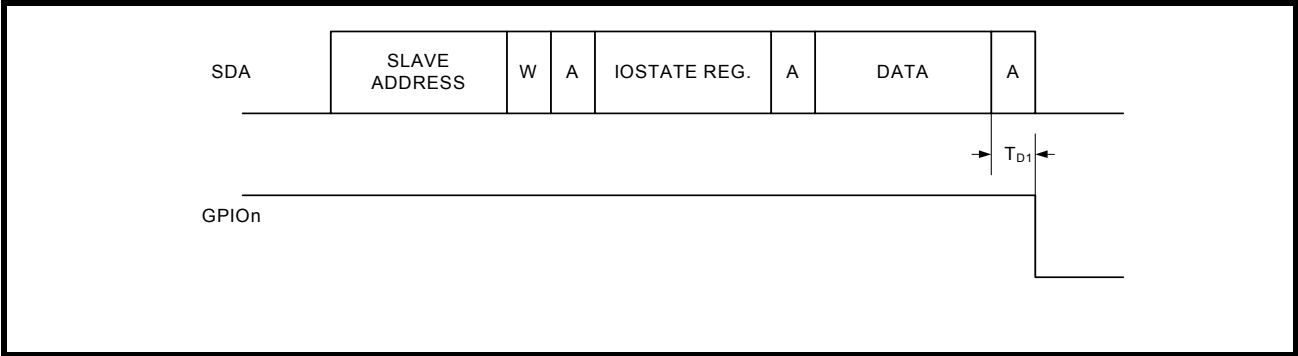 SDA
SLAVE
ADDRESS
W
A
IOSTATE REG.
A
DATA
A
TD1
GPIOn